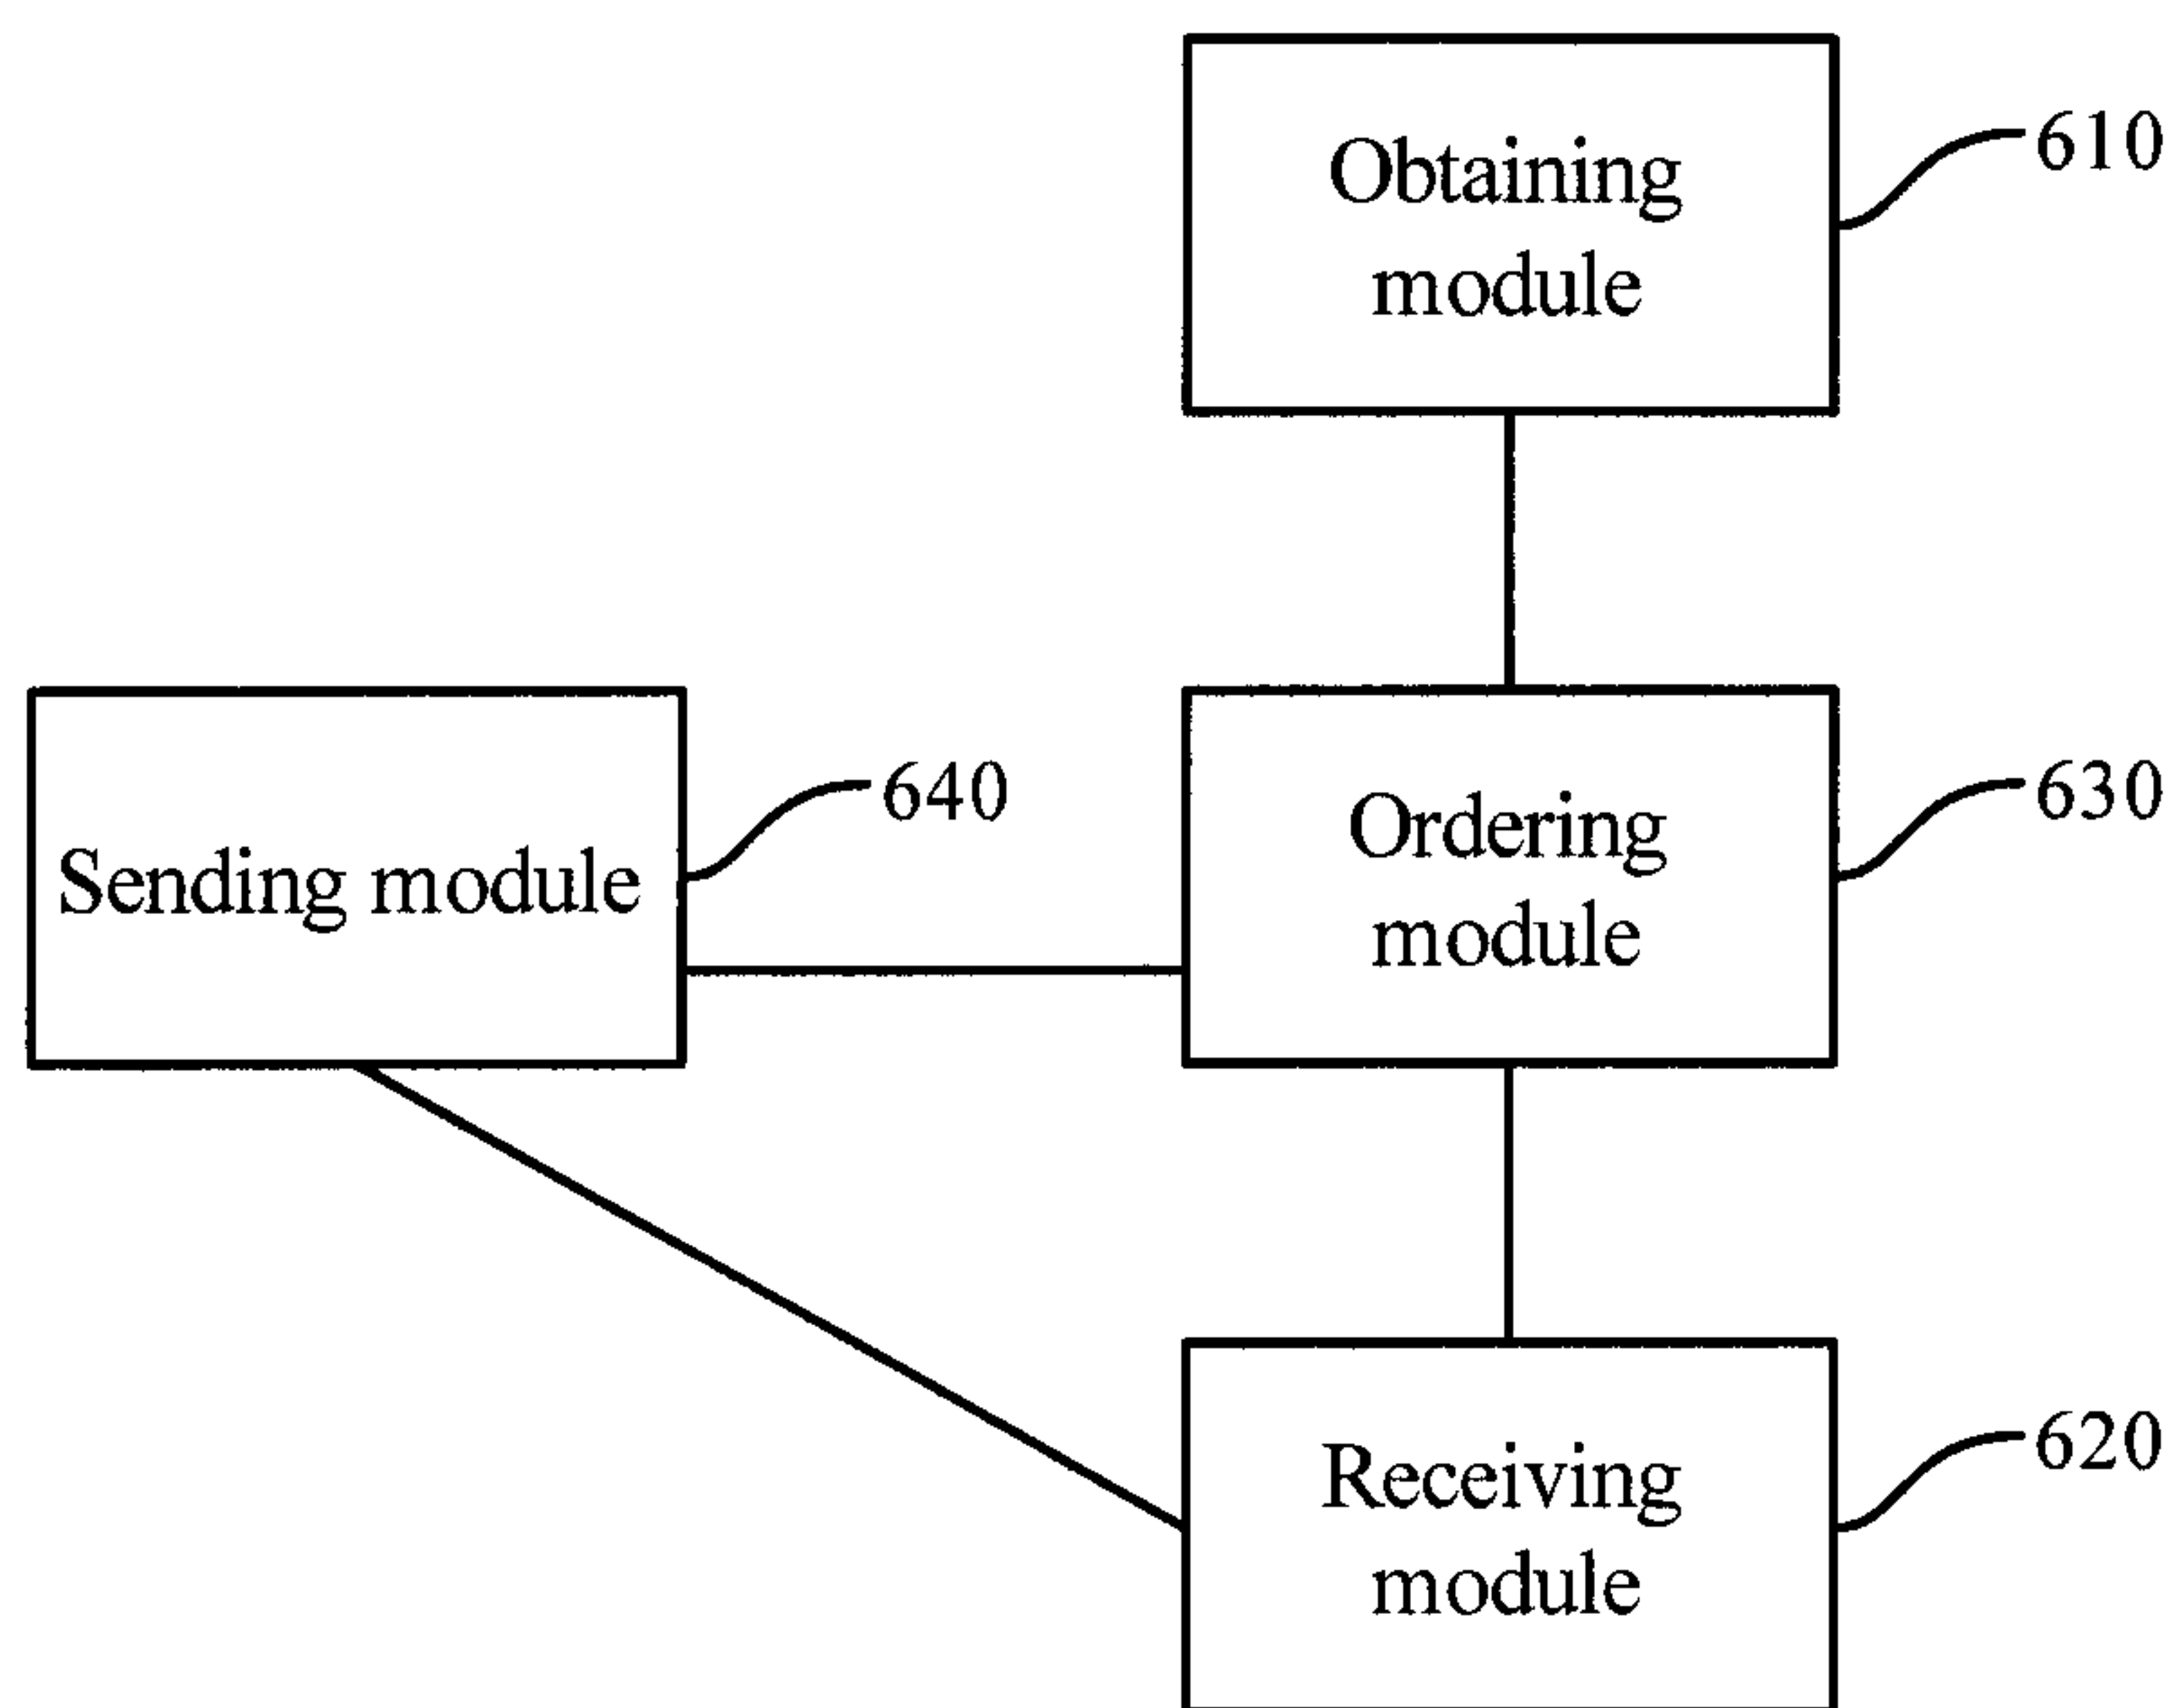 Obtaining
module
610
Sending module
640
Ordering
module
630
Receiving
module
620